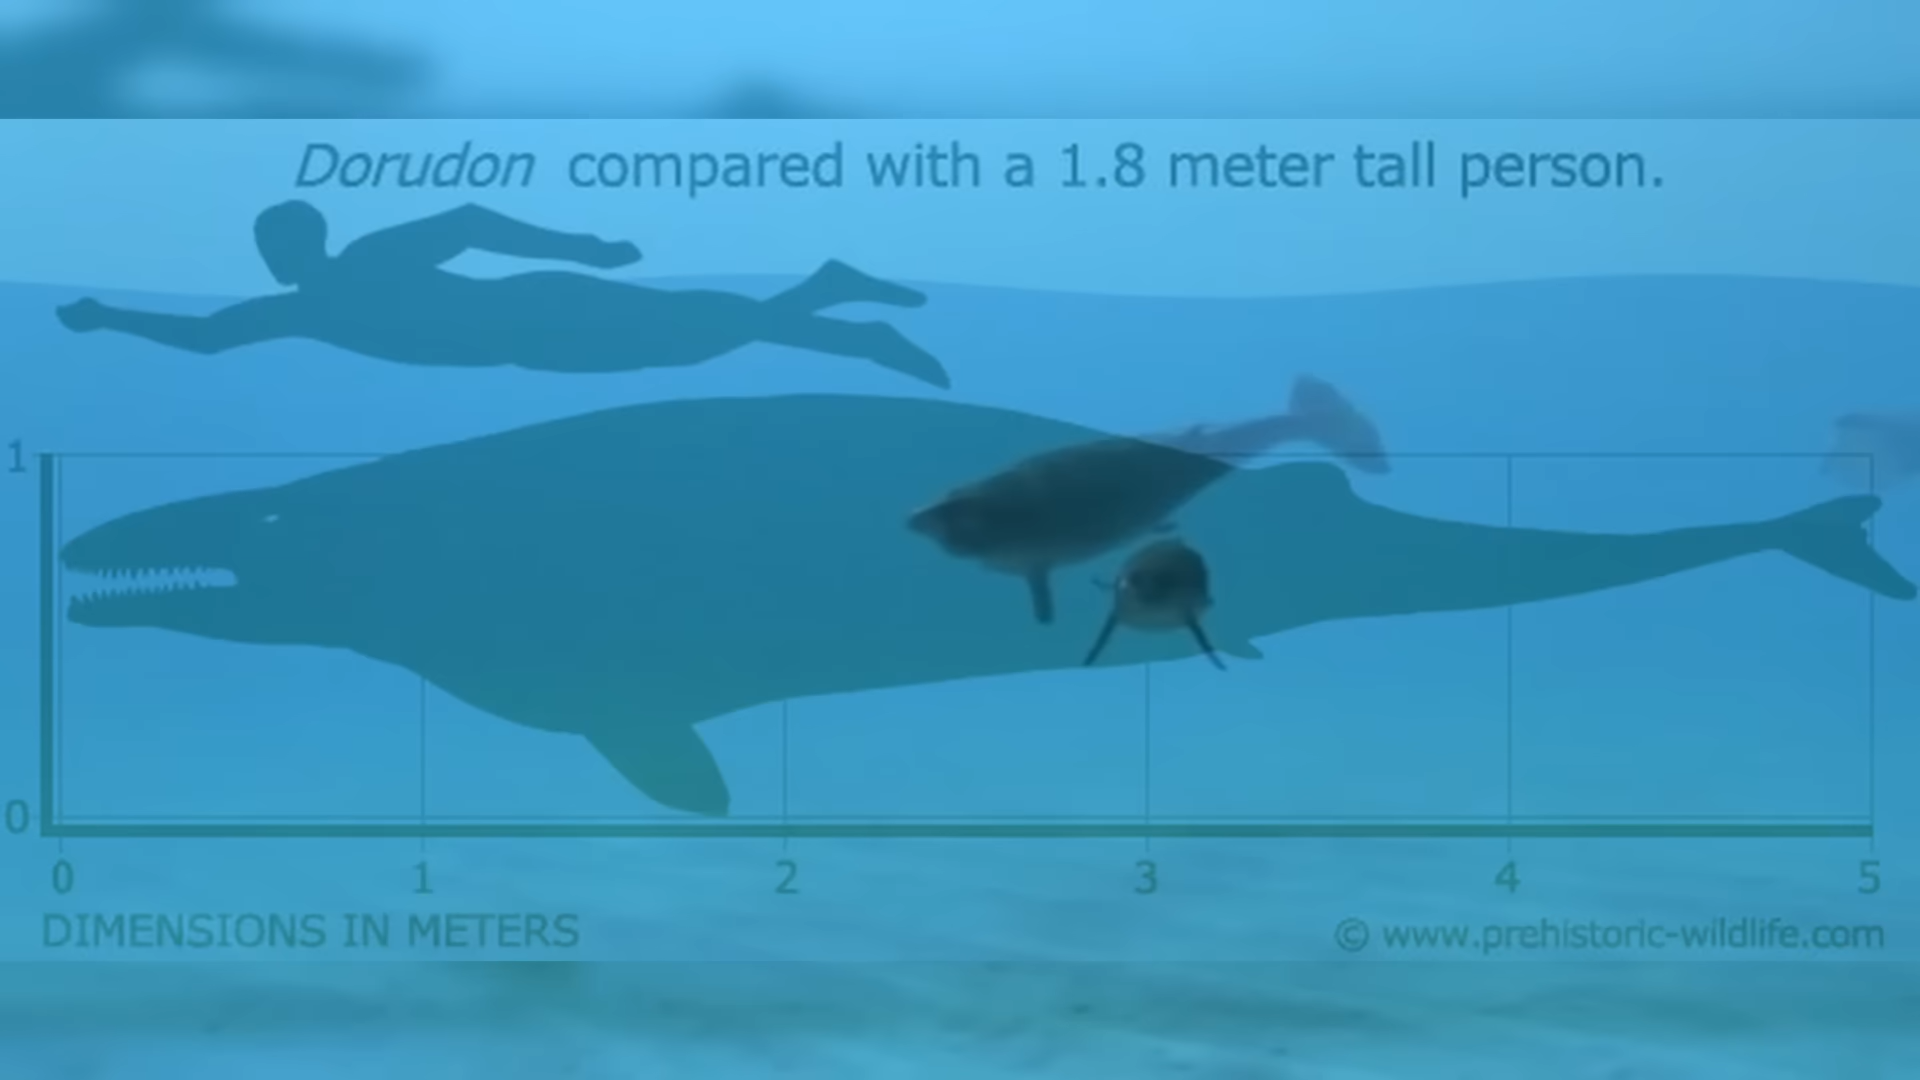 Dorudon compared with a 1.8 meter tall person.
1
0
0 1 2 3 4 5
DIMENSIONS IN METERS
© www.prehistoric-wildlife.com